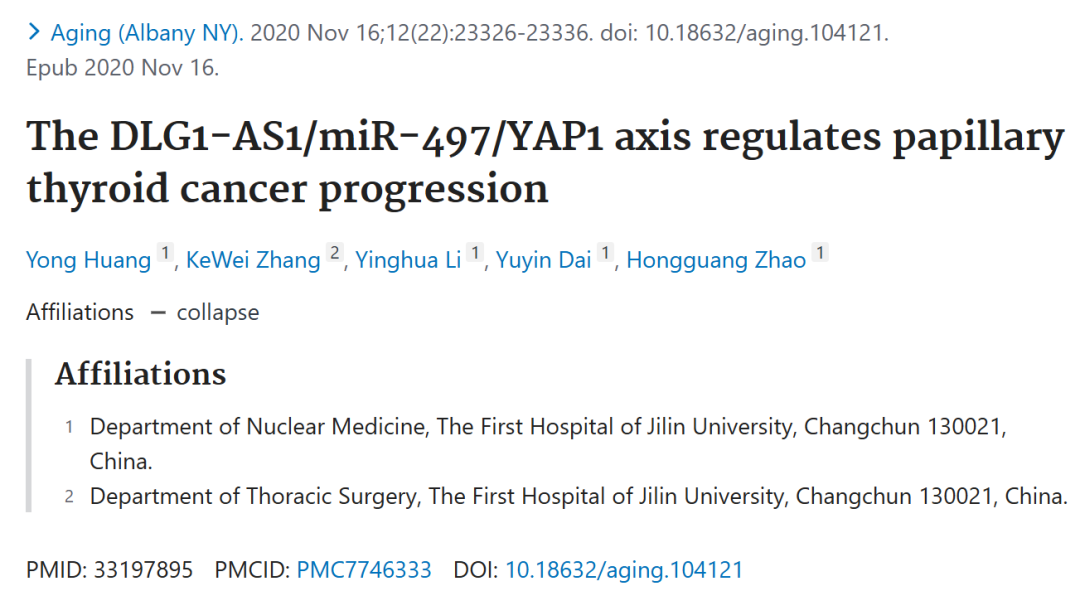 > Aging (Albany NY). 2020 Nov 16;12(22):23326-23336. doi: 10.18632/aging.104121.
Epub 2020 Nov 16.
The DLG1-AS1/miR-497/YAP1 axis regulates papillary
thyroid cancer progression
Yong Huang 1, KeWei Zhang 2, Yinghua Li 1, Yuyin Dai 1, Hongguang Zhao 1
Affiliations — collapse
Affiliations
1 Department of Nuclear Medicine, The First Hospital of Jilin University, Changchun 130021,
China.
2 Department of Thoracic Surgery, The First Hospital of Jilin University, Changchun 130021, China.
PMID: 33197895 PMCID: PMC7746333 DOI: 10.18632/aging.104121